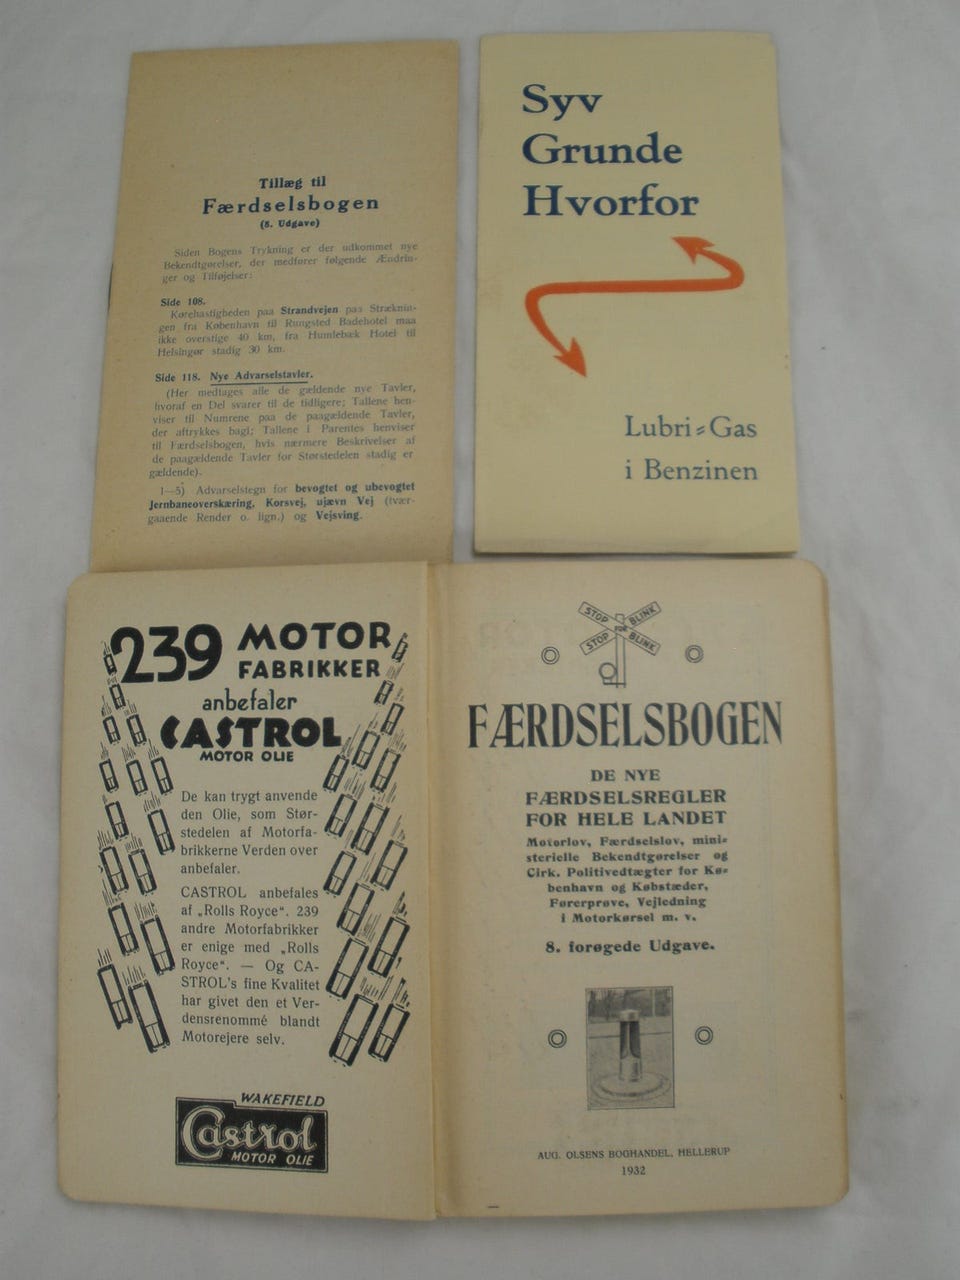 Tillæg til
Færdselsbogen
(8. Udgave)
Siden Bogens Trykning er der udkommet nye
Bekendtgørelser, der medfører følgende Ændrin-
ger og Tilføjelser:
Side 108.
Kørehastigheden paa Strandvejen paa Stræknin-
gen fra København til Rungsted Badehotel maa
ikke overstige 40 km, fra Humlebæk Hotel til
Helsingør stadig 30 km.
Side 118. Nye Advarselstavler.
(Her medtages alle de gældende nye Tavler,
hvoraf en Del svarer til de tidligere; Tallene hen-
viser til Numrene paa de paagældende Tavler,
der aftrykkes bagi; Tallene i Parentes henviser
til Færdselsbogen, hvis nærmere Beskrivelser af
de paagældende Tavler for Størstedelen stadig er
gældende).
1—5) Advarselstegn for bevogtet og ubevogtet
Jernbaneoverskæring, Korsvej, ujævn Vej (tvær-
gaaende Render o. lign.) og Vejsving.
Syv
Grunde
Hvorfor
Lubri-Gas
i Benzinen
239 MOTOR
FABRIKKER
anbefaler
CASTROL
MOTOR OLIE
De kan trygt anvende
den Olie, som Stør-
stedelen af Motorfa-
brikkerne Verden over
anbefaler.
CASTROL anbefales
af „Rolls Royce“. 239
andre Motorfabrikker
er enige med „Rolls
Royce“. — Og CA-
STROL's fine Kvalitet
har givet den et Ver-
densrenommé blandt
Motorejere selv.
WAKEFIELD
Castrol
MOTOR OLIE
STOP FOR BLINK
STOP BLINK
FÆRDSELSBOGEN
DE NYE
FÆRDSELSREGLER
FOR HELE LANDET
Motorlov, Færdselslov, mini-
sterielle Bekendtgørelser og
Cirk. Politivedtægter for Kø-
benhavn og Købstæder,
Førerprøve, Vejledning
i Motorkørsel m. v.
8. forøgede Udgave.
AUG. OLSENS BOGHANDEL, HELLERUP
1932